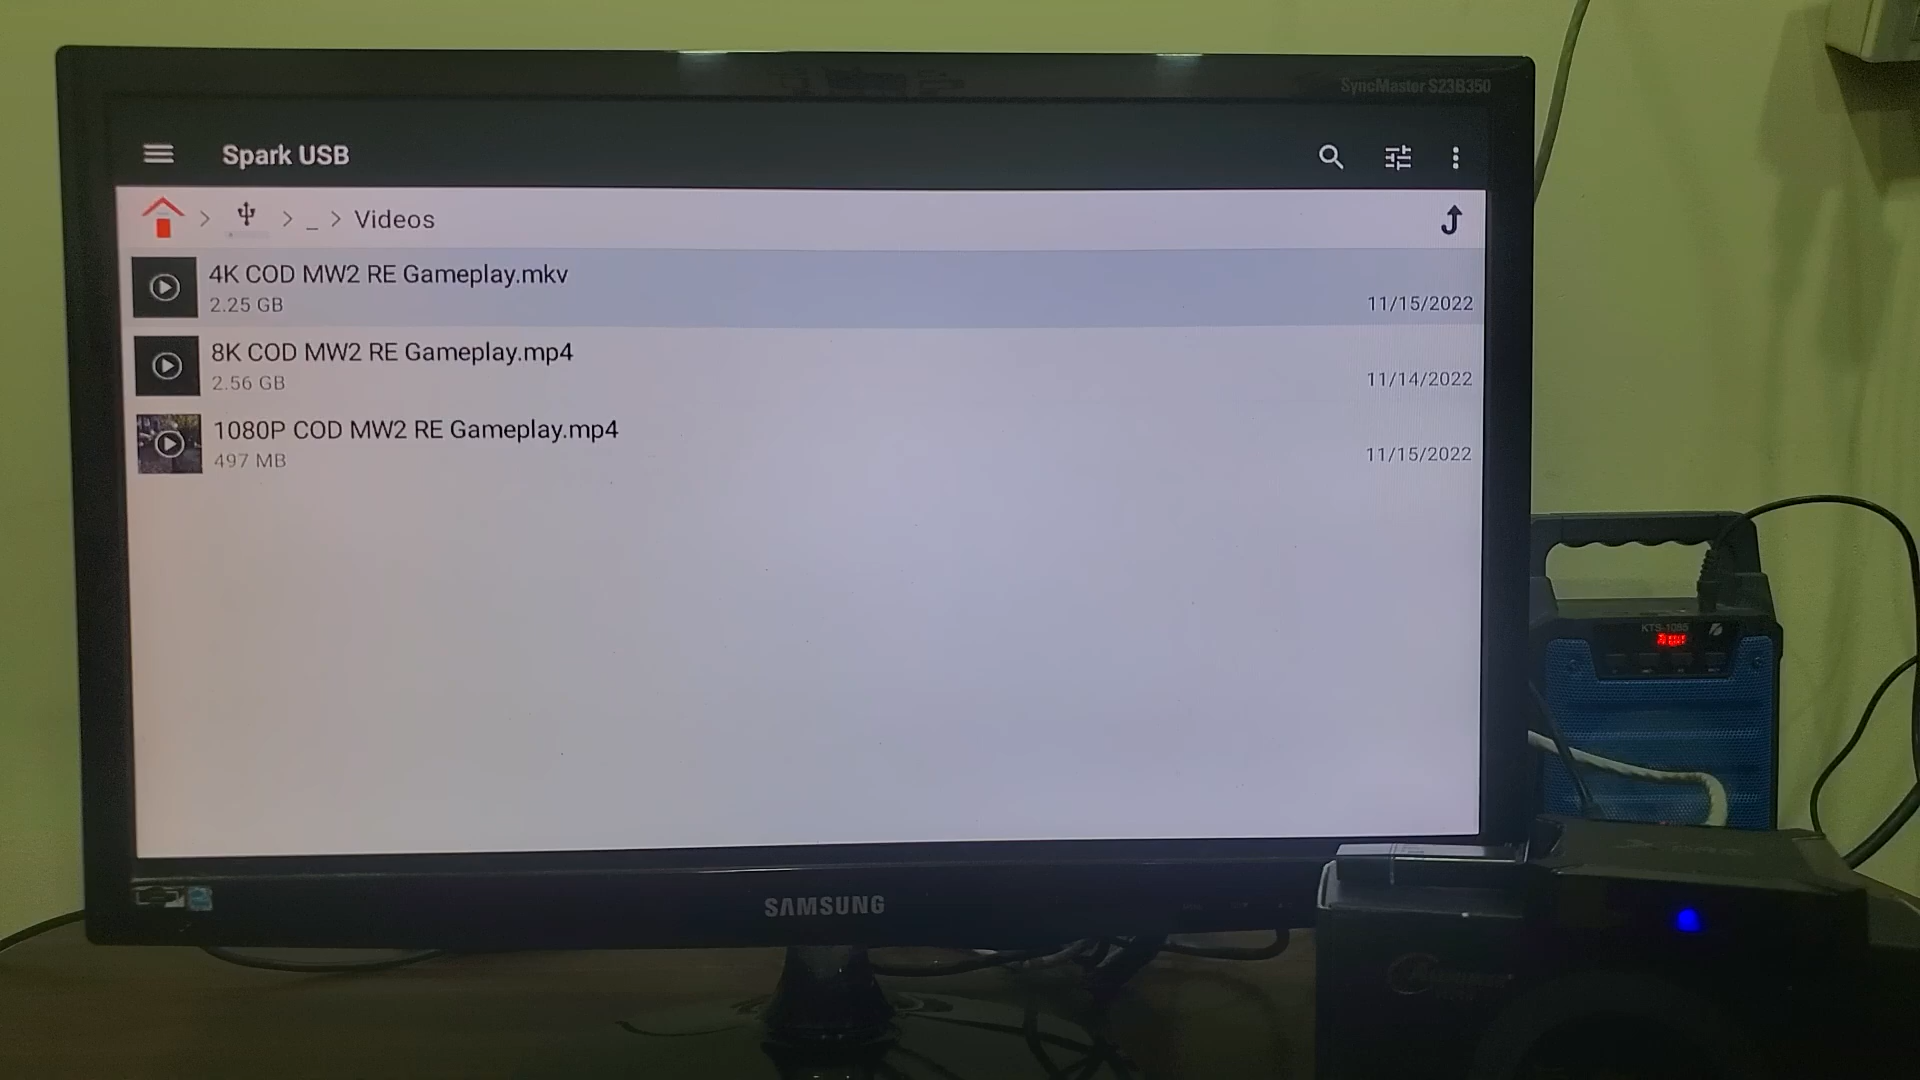 SyncMaster S23B350
Spark USB
_ Videos
4K COD MW2 RE Gameplay.mkv
2.25 GB
11/15/2022
8K COD MW2 RE Gameplay.mp4
2.56 GB
11/14/2022
1080P COD MW2 RE Gameplay.mp4
497 MB
11/15/2022
KTS-1095
SAMSUNG